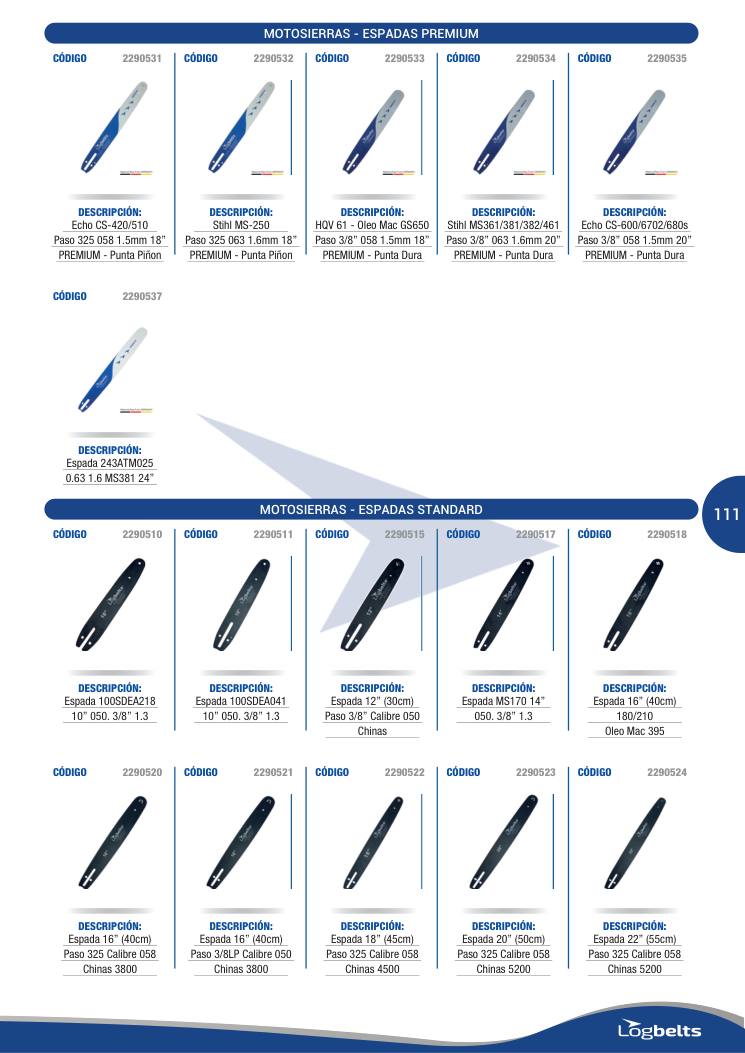 MOTOSIERRAS - ESPADAS PREMIUM
CÓDIGO 2290531
DESCRIPCIÓN:
Echo CS-420/510
Paso 325 058 1.5mm 18”
PREMIUM - Punta Piñon
CÓDIGO 2290532
DESCRIPCIÓN:
Stihl MS-250
Paso 325 063 1.6mm 18”
PREMIUM - Punta Piñon
CÓDIGO 2290533
DESCRIPCIÓN:
HQV 61 - Oleo Mac GS650
Paso 3/8” 058 1.5mm 18”
PREMIUM - Punta Dura
CÓDIGO 2290534
DESCRIPCIÓN:
Stihl MS361/381/382/461
Paso 3/8” 063 1.6mm 20”
PREMIUM - Punta Dura
CÓDIGO 2290535
DESCRIPCIÓN:
Echo CS-600/6702/680s
Paso 3/8” 058 1.5mm 20”
PREMIUM - Punta Dura
CÓDIGO 2290537
DESCRIPCIÓN:
Espada 243ATM025
0.63 1.6 MS381 24”
111
MOTOSIERRAS - ESPADAS STANDARD
CÓDIGO 2290510
DESCRIPCIÓN:
Espada 100SDEA218
10” 050. 3/8” 1.3
CÓDIGO 2290511
DESCRIPCIÓN:
Espada 100SDEA041
10” 050. 3/8” 1.3
CÓDIGO 2290515
DESCRIPCIÓN:
Espada 12” (30cm)
Paso 3/8” Calibre 050
Chinas
CÓDIGO 2290517
DESCRIPCIÓN:
Espada MS170 14”
050. 3/8” 1.3
CÓDIGO 2290518
DESCRIPCIÓN:
Espada 16” (40cm)
180/210
Oleo Mac 395
CÓDIGO 2290520
DESCRIPCIÓN:
Espada 16” (40cm)
Paso 325 Calibre 058
Chinas 3800
CÓDIGO 2290521
DESCRIPCIÓN:
Espada 16” (40cm)
Paso 3/8LP Calibre 050
Chinas 3800
CÓDIGO 2290522
DESCRIPCIÓN:
Espada 18” (45cm)
Paso 325 Calibre 058
Chinas 4500
CÓDIGO 2290523
DESCRIPCIÓN:
Espada 20” (50cm)
Paso 325 Calibre 058
Chinas 5200
CÓDIGO 2290524
DESCRIPCIÓN:
Espada 22” (55cm)
Paso 325 Calibre 058
Chinas 5200
Logbelts